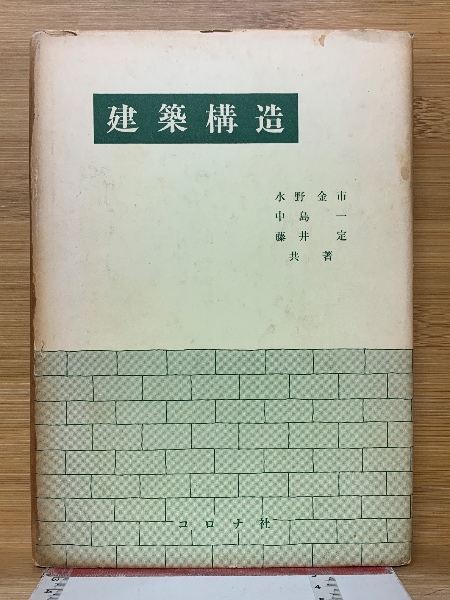 建築構造
水野金市
中島一
藤井定
共著
コロナ社